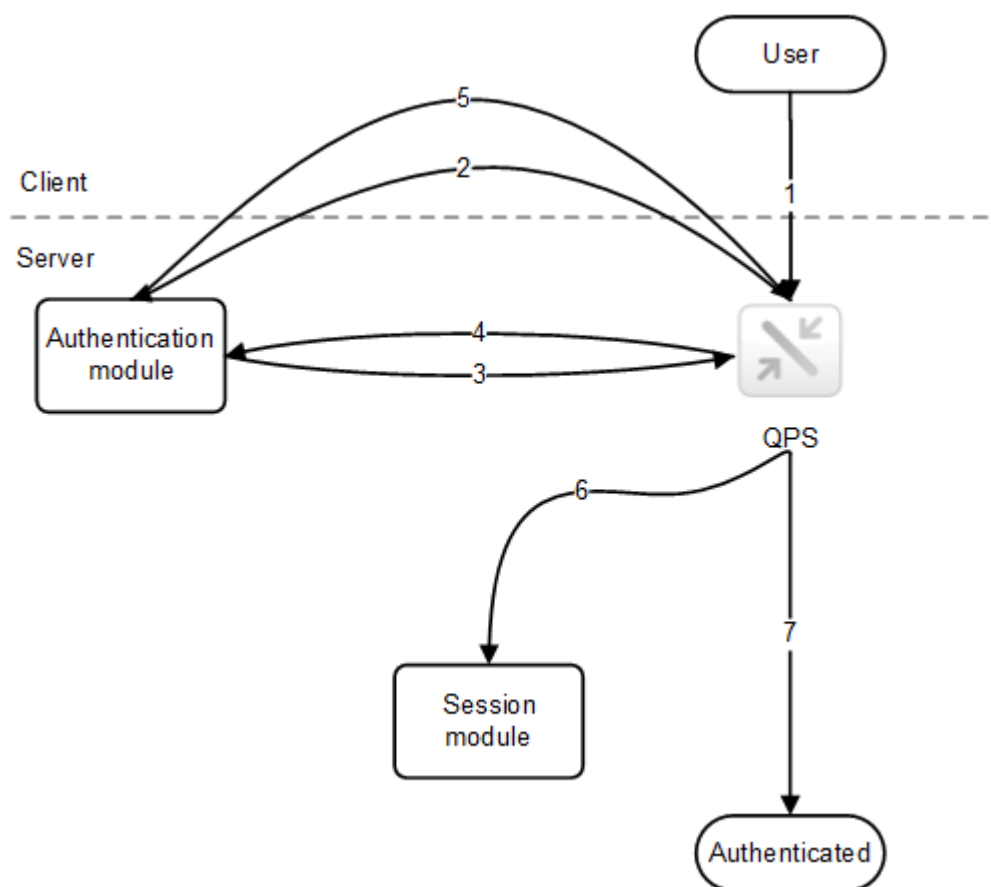 User
5
2
Client
1
Server
Authentication
module
4
3
QPS
6
7
Session
module
Authenticated